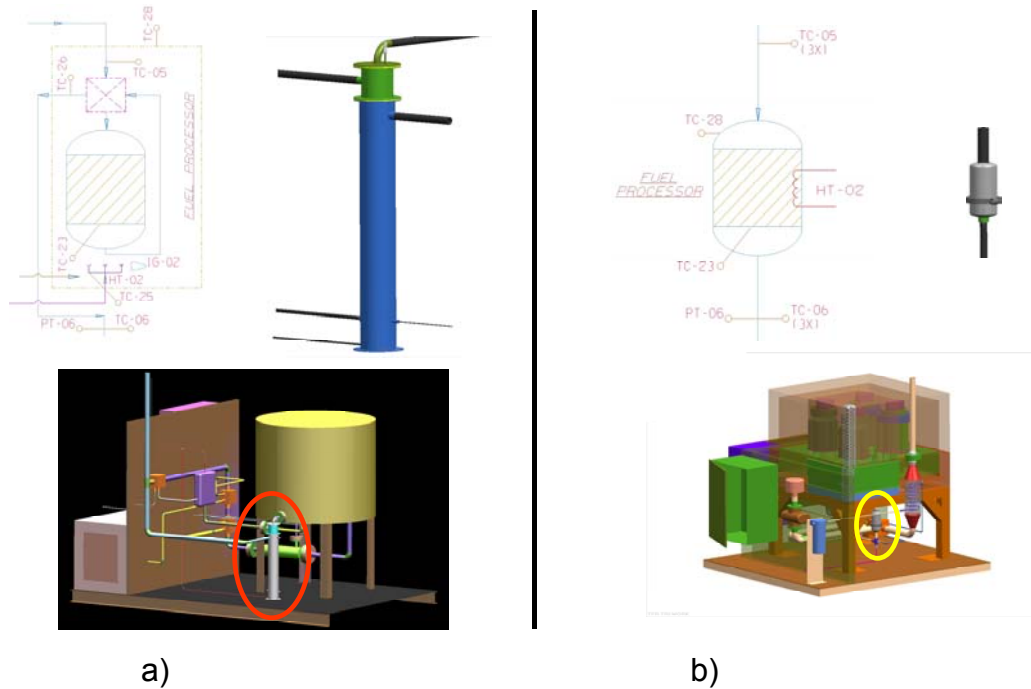 TC-28
TC-26
TC-05
FUEL PROCESSOR
TC-23
IG-02
HT-02
TC-25
PT-06
TC-06
a)
TC-05
(3X)
TC-28
FUEL
PROCESSOR
HT-02
TC-23
PT-06
TC-06
(3X)
b)